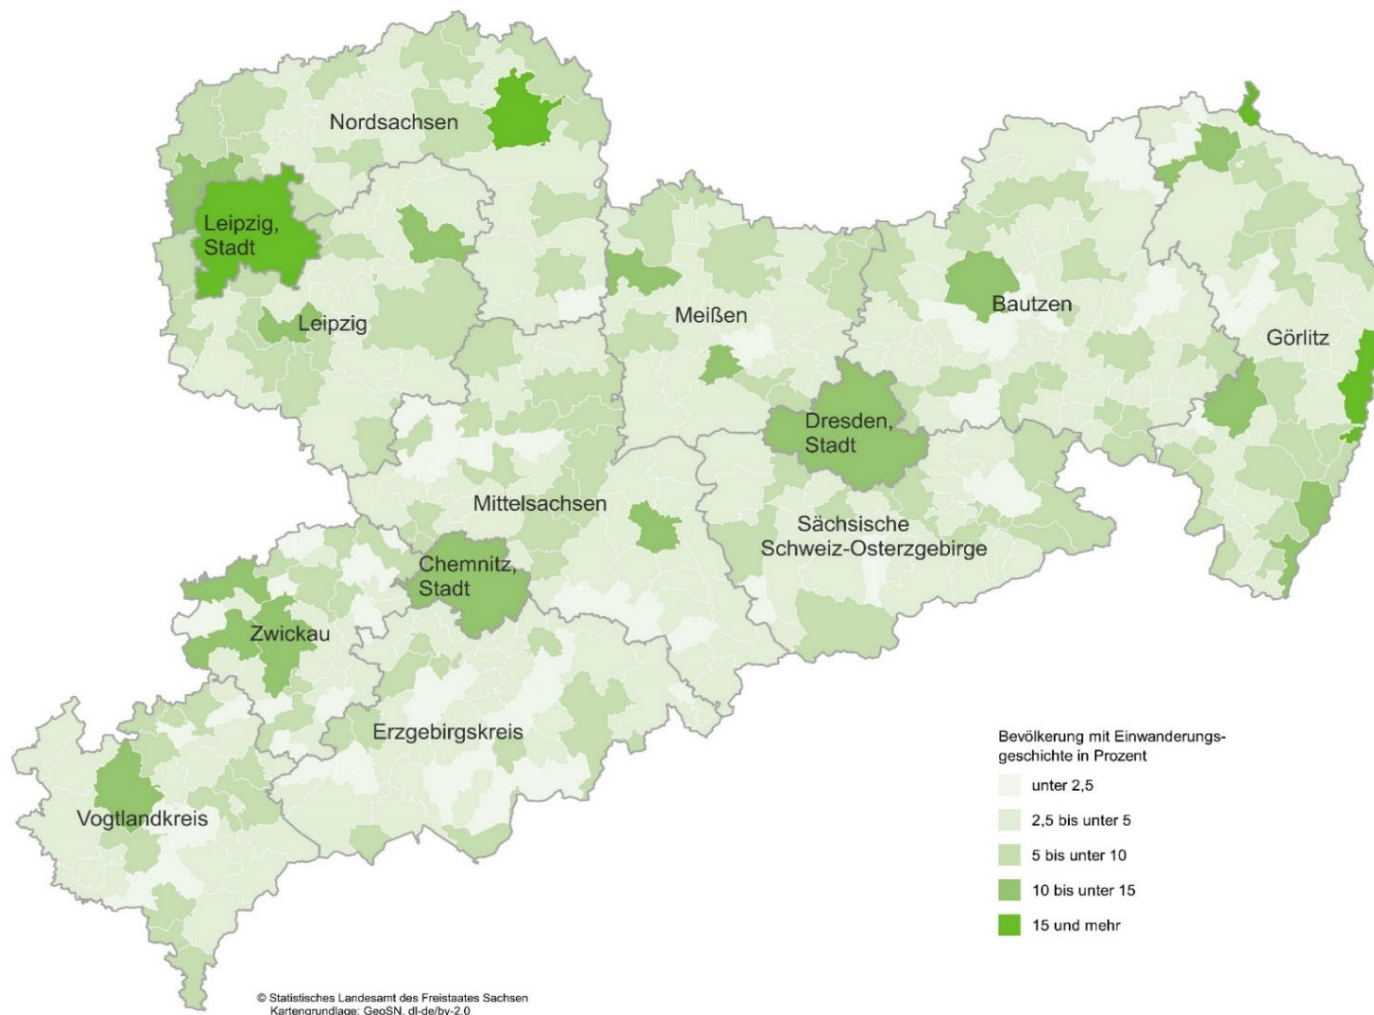 Nordsachsen
Leipzig,
Stadt
Leipzig
Meißen
Bautzen
Görlitz
Dresden,
Stadt
Mittelsachsen
Sächsische
Schweiz-Osterzgebirge
Chemnitz,
Stadt
Zwickau
Erzgebirgskreis
Vogtlandkreis
Bevölkerung mit Einwanderungs-
geschichte in Prozent
unter 2,5
2,5 bis unter 5
5 bis unter 10
10 bis unter 15
15 und mehr
© Statistisches Landesamt des Freistaates Sachsen
Kartengrundlage: GeoSN, dl-de/by-2.0